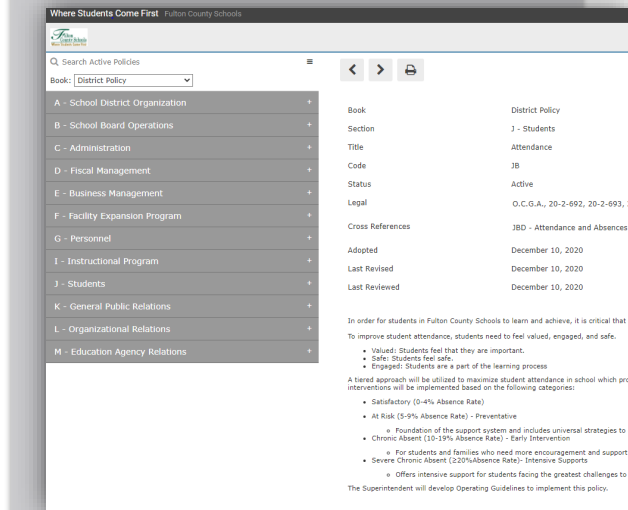 Where Students Come First Fulton County Schools
Fulton
County Schools
Where Students Come First
Search Active Policies
Book: District Policy
A - School District Organization +
B - School Board Operations +
C - Administration +
D - Fiscal Management +
E - Business Management +
F - Facility Expansion Program +
G - Personnel +
I - Instructional Program +
J - Students +
K - General Public Relations +
L - Organizational Relations +
M - Education Agency Relations +
Book District Policy
Section J - Students
Title Attendance
Code JB
Status Active
Legal O.C.G.A., 20-2-692, 20-2-693,
Cross References JBD - Attendance and Absences
Adopted December 10, 2020
Last Revised December 10, 2020
Last Reviewed December 10, 2020
In order for students in Fulton County Schools to learn and achieve, it is critical that
To improve student attendance, students need to feel valued, engaged, and safe.
• Valued: Students feel that they are important.
• Safe: Students feel safe.
• Engaged: Students are a part of the learning process
A tiered approach will be utilized to maximize student attendance in school which pro
interventions will be implemented based on the following categories:
• Satisfactory (0-4% Absence Rate)
• At Risk (5-9% Absence Rate) - Preventative
o Foundation of the support system and includes universal strategies to
• Chronic Absent (10-19% Absence Rate) - Early Intervention
o For students and families who need more encouragement and support
• Severe Chronic Absent (≥20%Absence Rate)- Intensive Supports
o Offers intensive support for students facing the greatest challenges to
The Superintendent will develop Operating Guidelines to implement this policy.